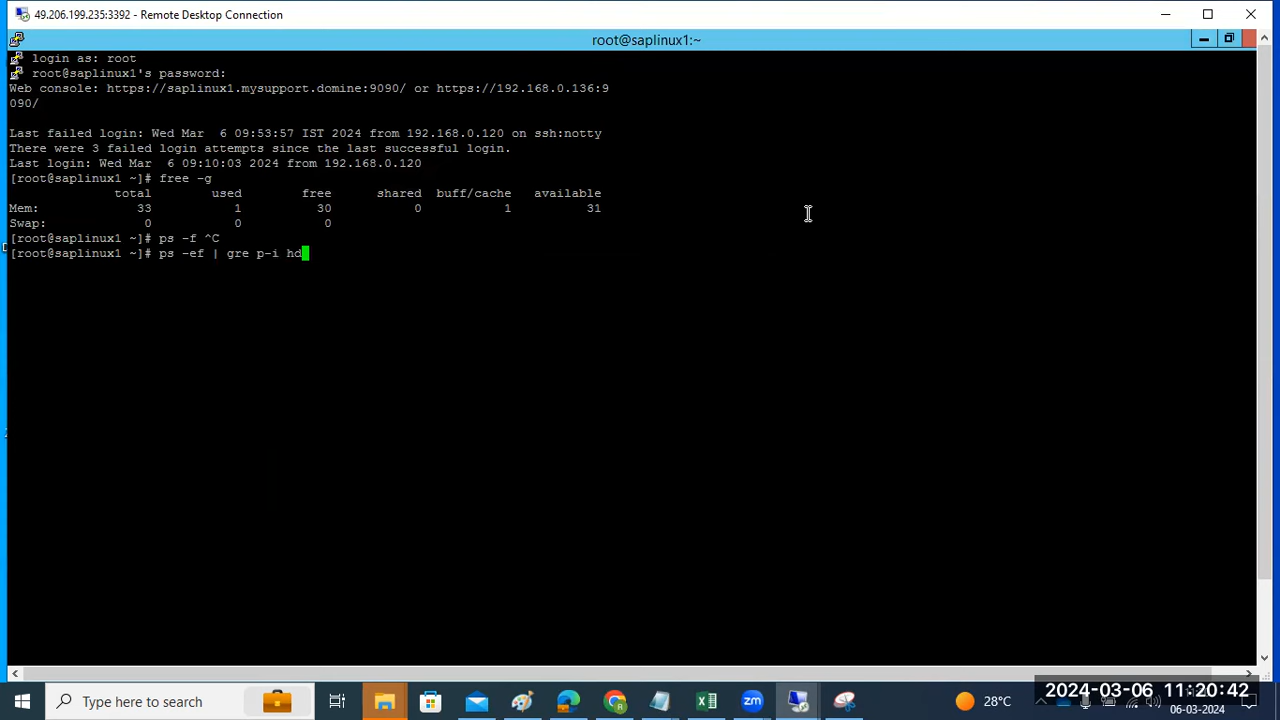 49.206.199.235:3392 - Remote Desktop Connection
root@saplinux1:~
login as: root
root@saplinux1's password:
Web console: https://saplinux1.mysupport.domine:9090/ or https://192.168.0.136:9
090/
Last failed login: Wed Mar  6 09:53:57 IST 2024 from 192.168.0.120 on ssh:notty
There were 3 failed login attempts since the last successful login.
Last login: Wed Mar  6 09:10:03 2024 from 192.168.0.120
[root@saplinux1 ~]# free -g
total used free shared buff/cache available
Mem: 33 1 30 0 1 31
Swap: 0 0 0
[root@saplinux1 ~]# ps -f ^C
[root@saplinux1 ~]# ps -ef | gre p-i hd
Type here to search
zm
28°C
2024-03-06 11:20:42
06-03-2024